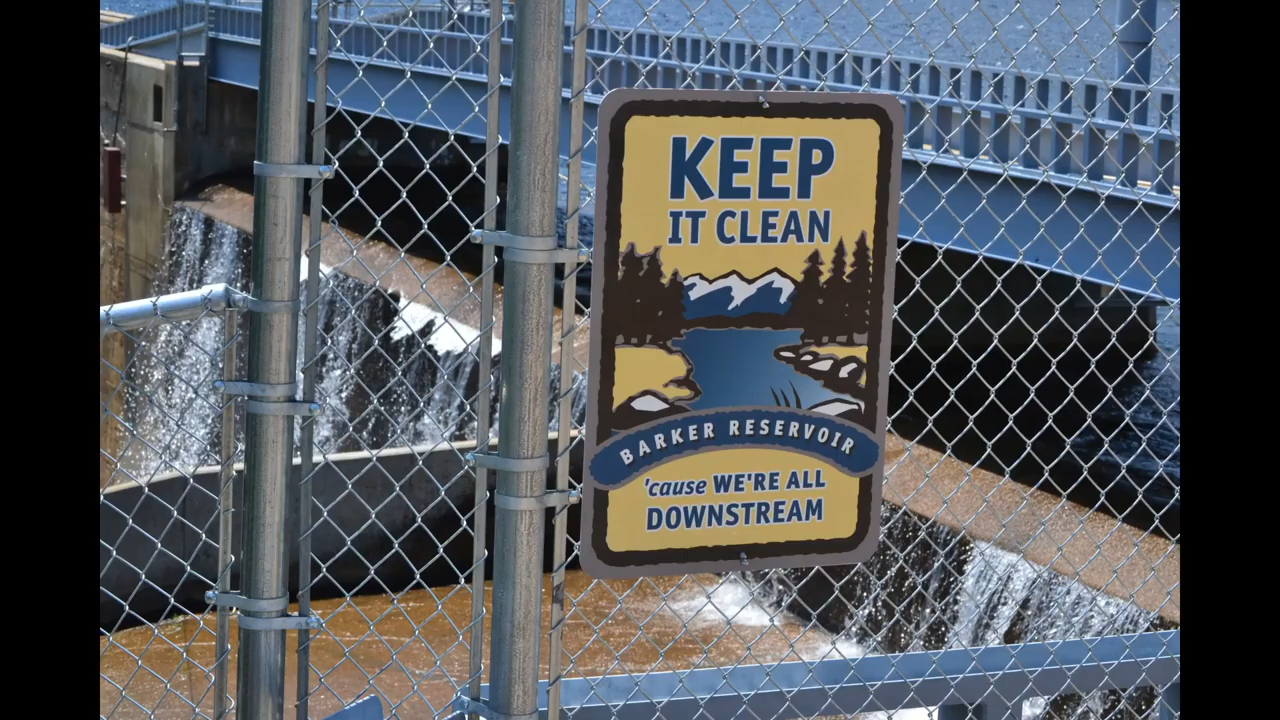 KEEP
IT CLEAN
BARKER RESERVOIR
'cause WE'RE ALL
DOWNSTREAM